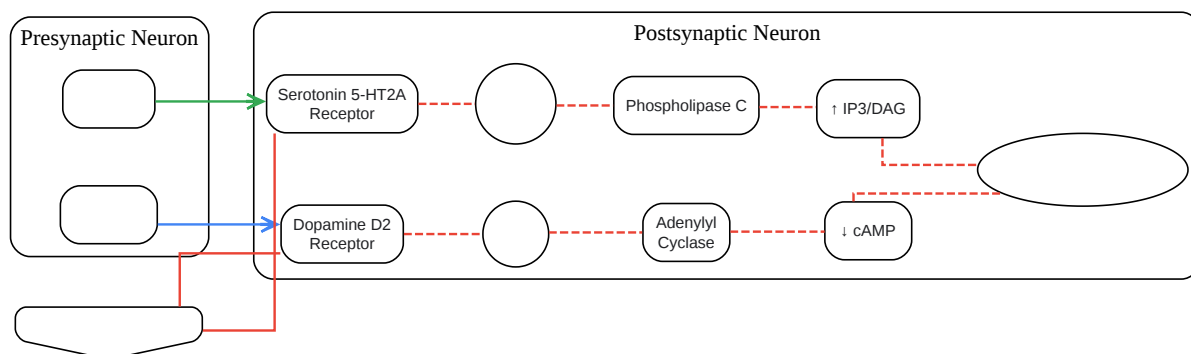 Presynaptic Neuron
Postsynaptic Neuron
Serotonin 5-HT2A
Receptor
Phospholipase C
↑ IP3/DAG
Dopamine D2
Receptor
Adenylyl
Cyclase
↓ cAMP